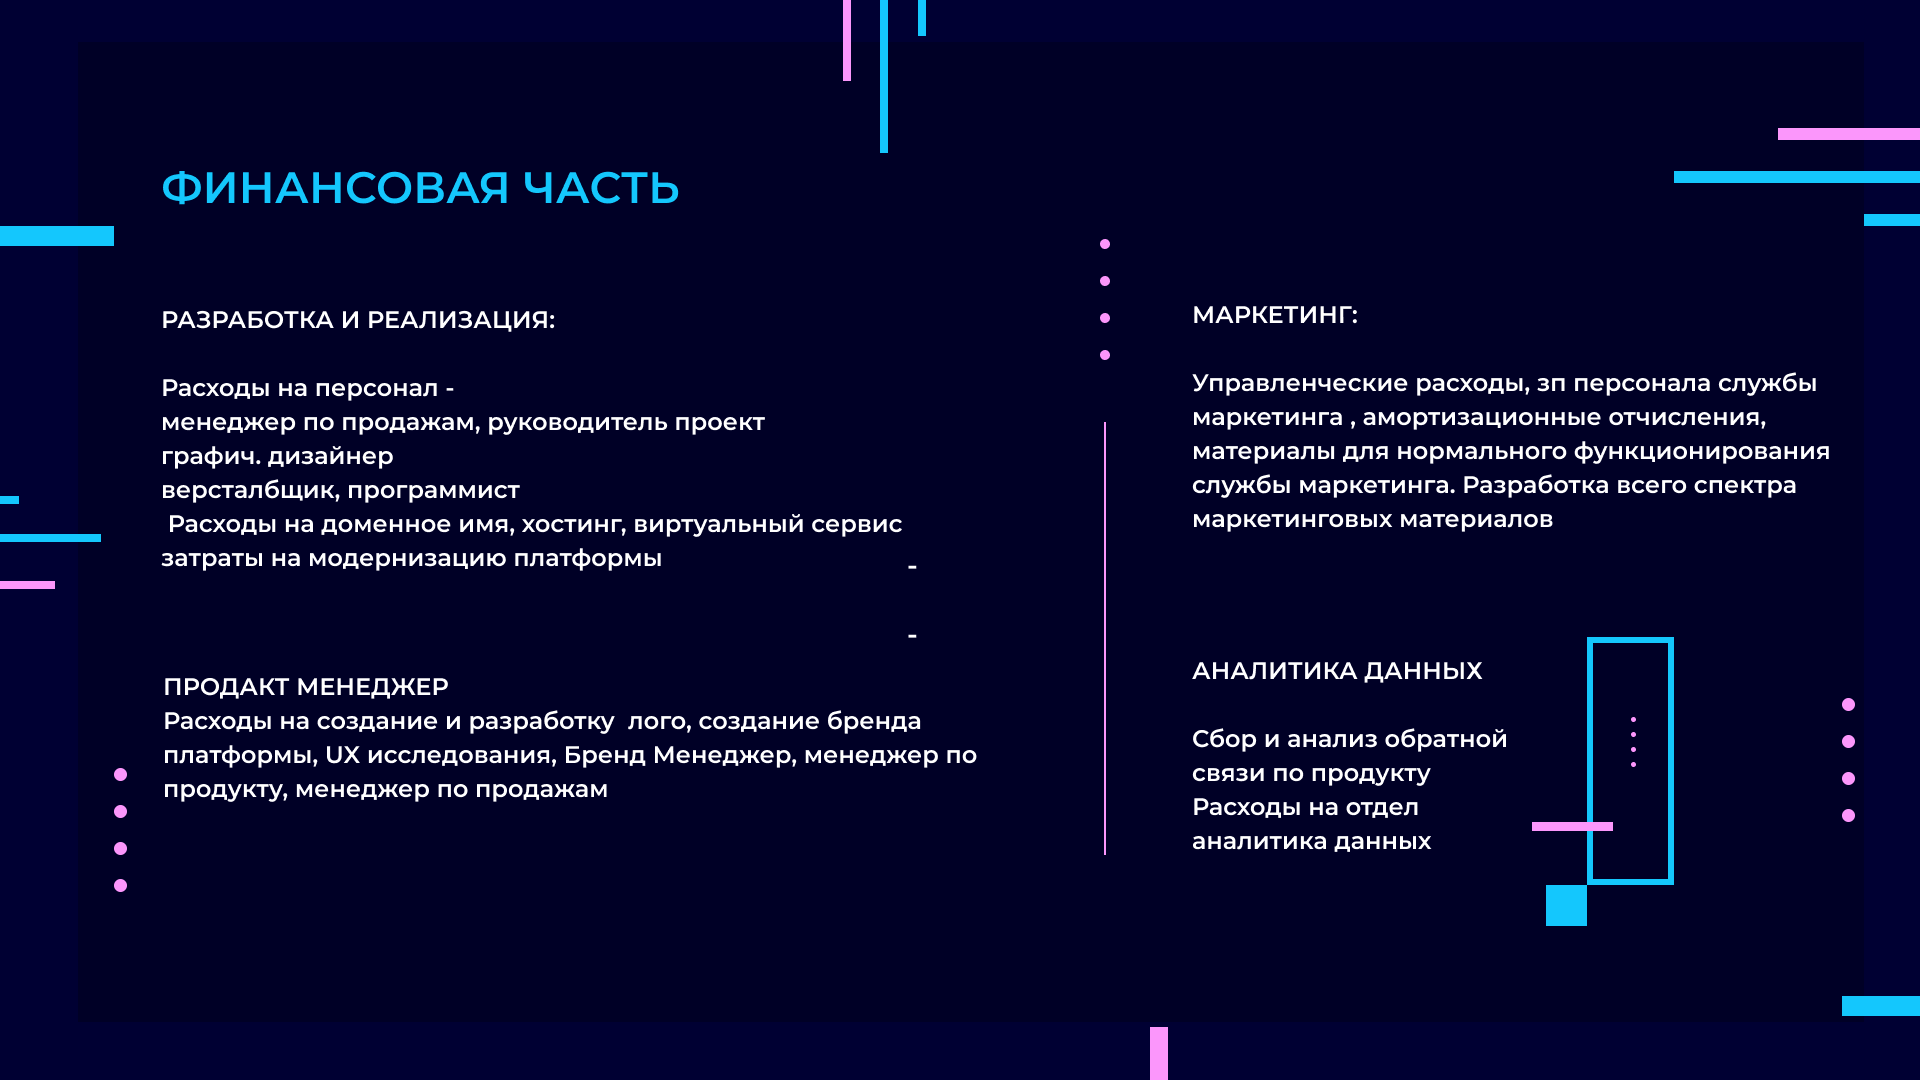 ФИНАНСОВАЯ ЧАСТЬ
РАЗРАБОТКА И РЕАЛИЗАЦИЯ:
Расходы на персонал -
менеджер по продажам, руководитель проект
графич. дизайнер
версталбщик, программист
Расходы на доменное имя, хостинг, виртуальный сервис
затраты на модернизацию платформы
-
-
ПРОДАКТ МЕНЕДЖЕР
Расходы на создание и разработку  лого, создание бренда
платформы, UX исследования, Бренд Менеджер, менеджер по
продукту, менеджер по продажам
МАРКЕТИНГ:
Управленческие расходы, зп персонала службы
маркетинга , амортизационные отчисления,
материалы для нормального функционирования
службы маркетинга. Разработка всего спектра
маркетинговых материалов
АНАЛИТИКА ДАННЫХ
Сбор и анализ обратной
связи по продукту
Расходы на отдел
аналитика данных